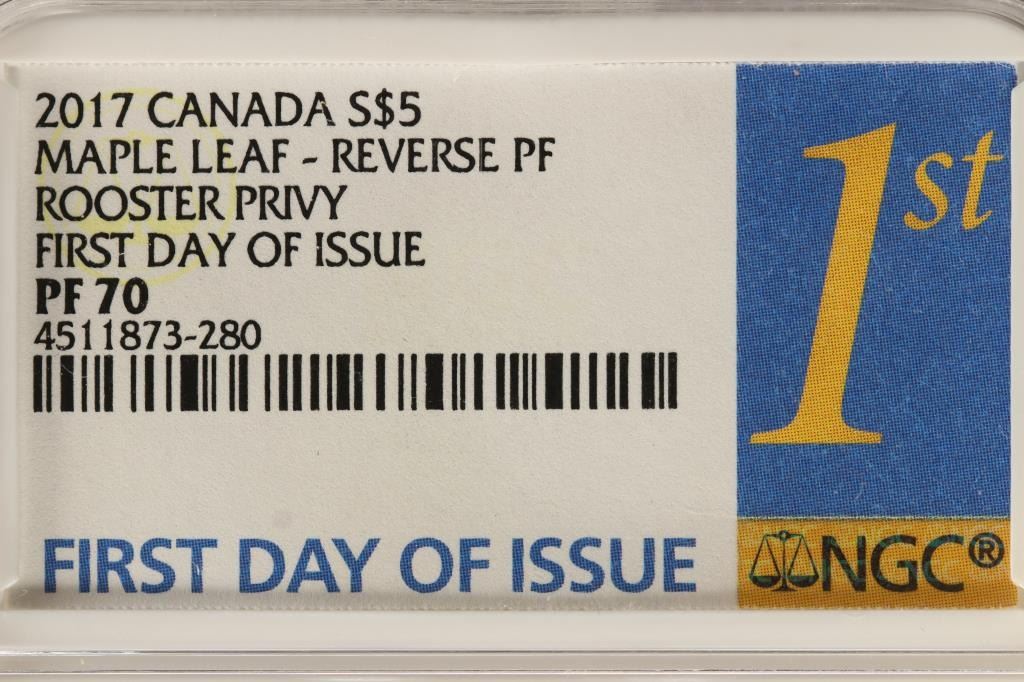 2017 CANADA S$5
MAPLE LEAF - REVERSE PF
ROOSTER PRIVY
FIRST DAY OF ISSUE
PF 70
4511873-280
FIRST DAY OF ISSUE
1st
NGC®